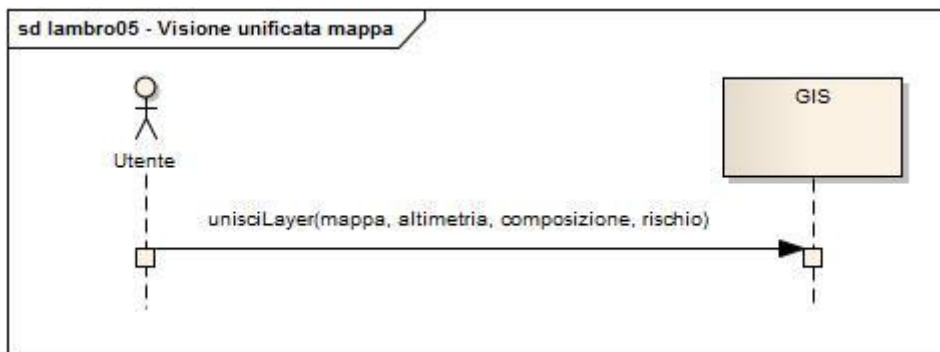 sd lambro05 - Visione unificata mappa
GIS
Utente
unisciLayer(mappa, altimetria, composizione, rischio)